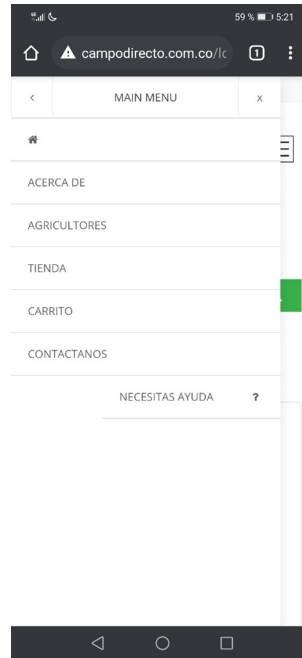 59 % 5:21
campodirecto.com.co/lc 1
< MAIN MENU x
ACERCA DE
AGRICULTORES
TIENDA
CARRITO
CONTACTANOS
NECESITAS AYUDA ?